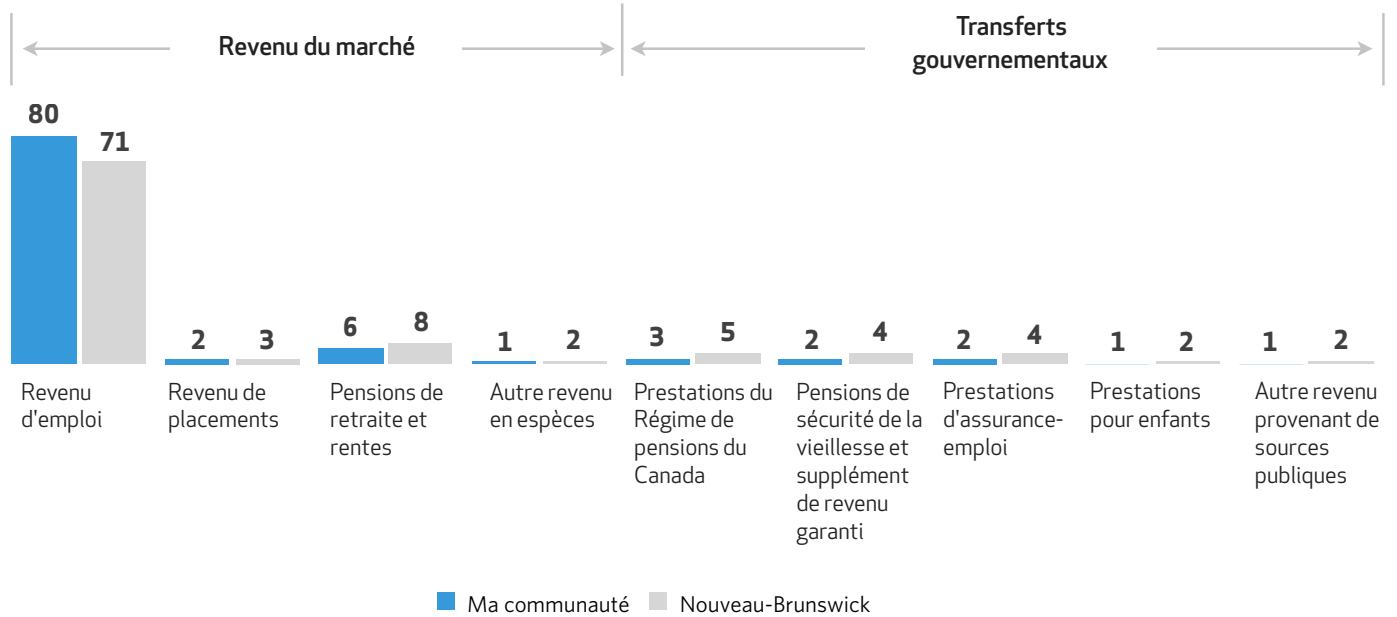 Revenu du marché
Transferts
gouvernementaux
80
71
2
3
6
8
1
2
3
5
2
4
2
4
1
2
1
2
Revenu
d'emploi
Revenu de
placements
Pensions de
retraite et
rentes
Autre revenu
en espèces
Prestations du
Régime de
pensions du
Canada
Pensions de
sécurité de la
vieillesse et
supplément
de revenu
garanti
Prestations
d'assurance-
emploi
Prestations
pour enfants
Autre revenu
provenant de
sources
publiques
Ma communauté
Nouveau-Brunswick